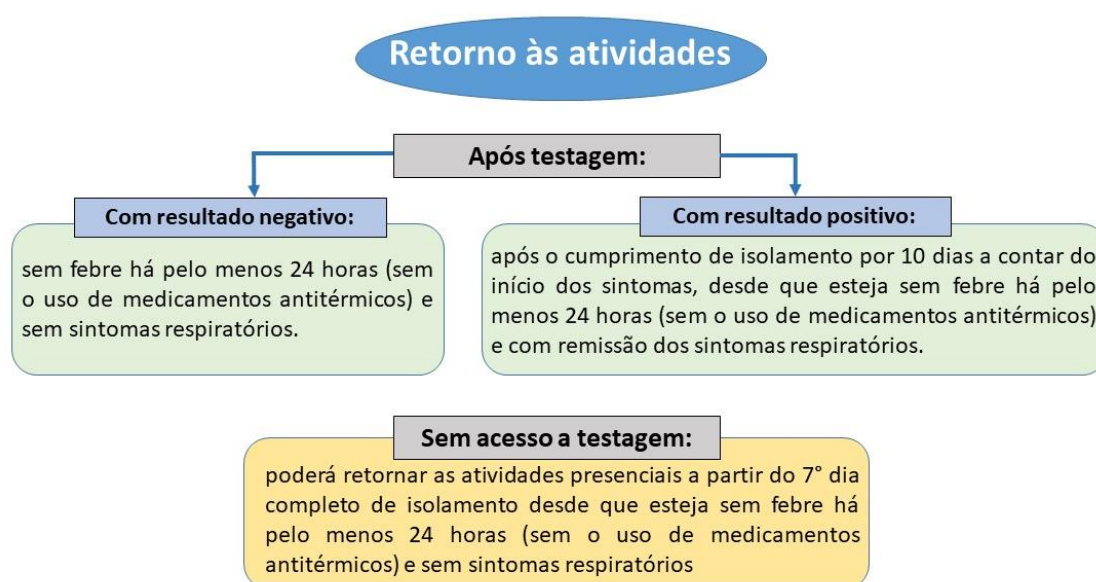 Retorno às atividades
Após testagem:
Com resultado negativo:
sem febre há pelo menos 24 horas (sem
o uso de medicamentos antitérmicos) e
sem sintomas respiratórios.
Com resultado positivo:
após o cumprimento de isolamento por 10 dias a contar do
início dos sintomas, desde que esteja sem febre há pelo
menos 24 horas (sem o uso de medicamentos antitérmicos)
e com remissão dos sintomas respiratórios.
Sem acesso a testagem:
poderá retornar as atividades presenciais a partir do 7° dia
completo de isolamento desde que esteja sem febre há
pelo menos 24 horas (sem o uso de medicamentos
antitérmicos) e sem sintomas respiratórios